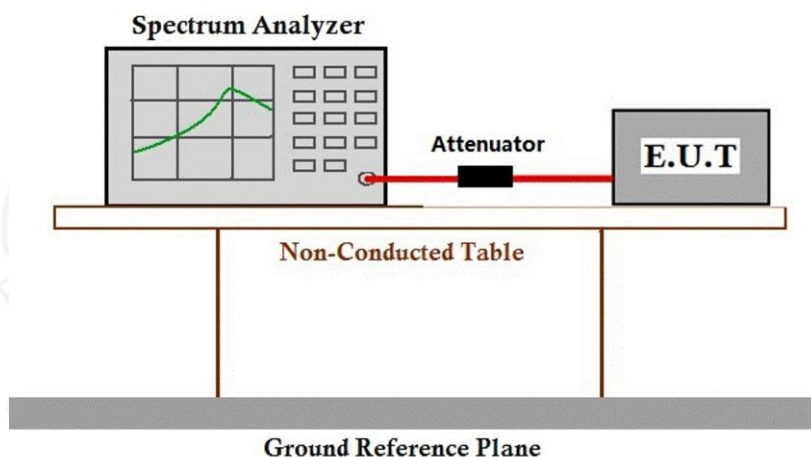 Spectrum Analyzer
Attenuator
E.U.T
Non-Conducted Table
Ground Reference Plane